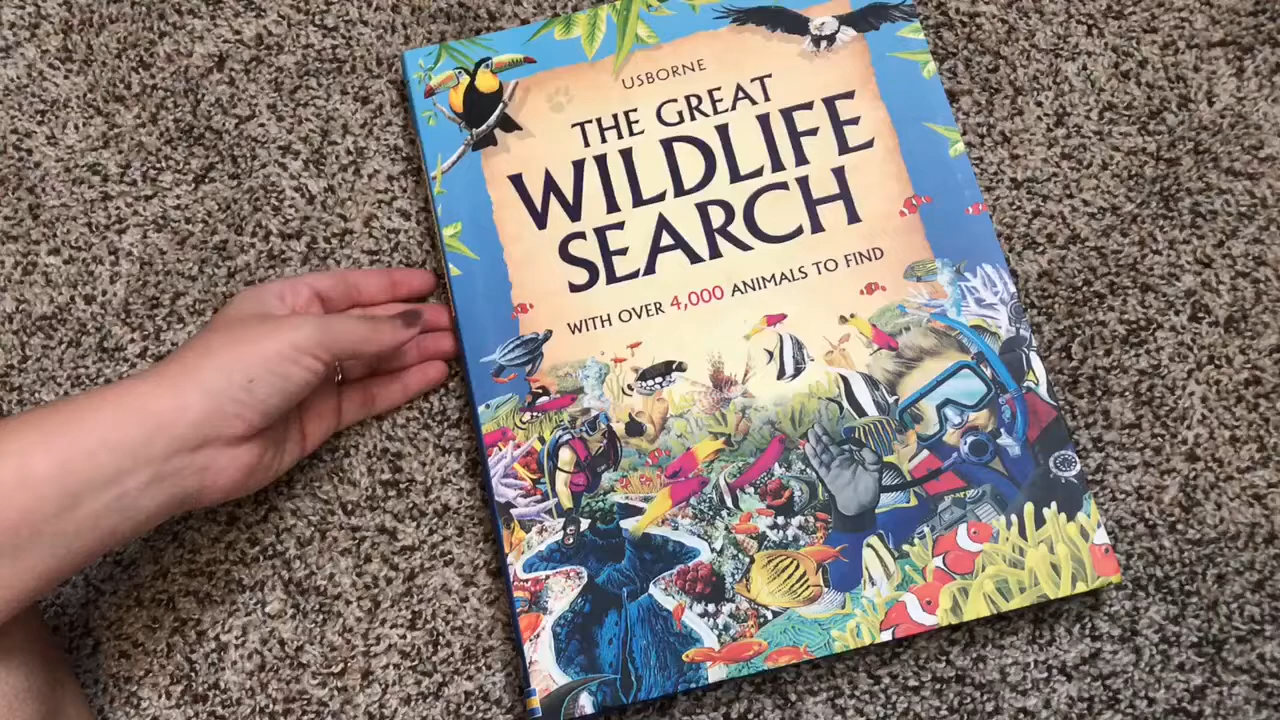 USBORNE
THE GREAT
WILDLIFE
SEARCH
WITH OVER 4,000 ANIMALS TO FIND